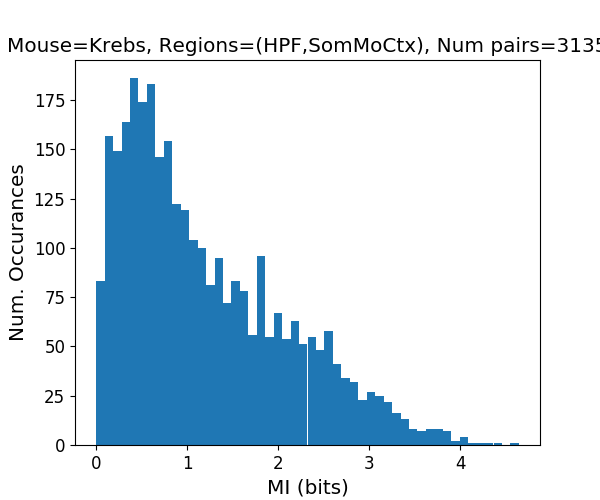 Mouse=Krebs, Regions=(HPF,SomMoCtx), Num pairs=3135
Num. Occurances
175
150
125
100
75
50
25
0
0 1 2 3 4
MI (bits)